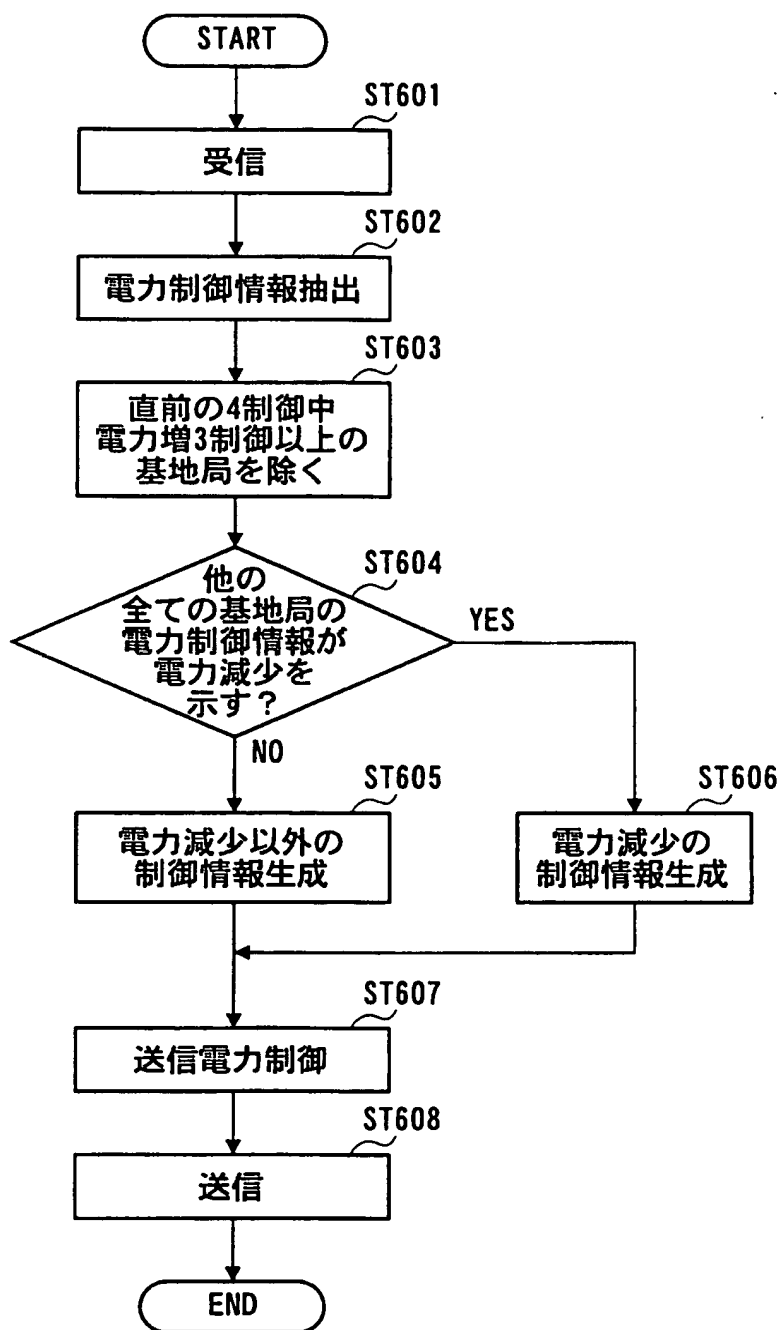 START
ST601
受信
ST602
電力制御情報抽出
ST603
直前の4制御中
電力増3制御以上の
基地局を除く
ST604
他の
全ての基地局の
電力制御情報が
電力減少を
示す?
YES
NO
ST605
電力減少以外の
制御情報生成
ST606
電力減少の
制御情報生成
ST607
送信電力制御
ST608
送信
END